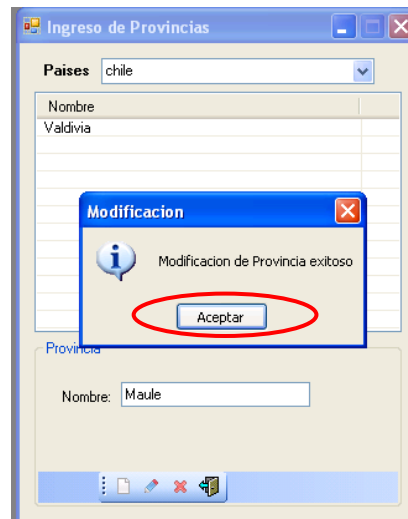 Ingreso de Provincias
Paises chile
Nombre
Valdivia
Modificacion
Modificacion de Provincia exitoso
Aceptar
Provincia
Nombre: Maule